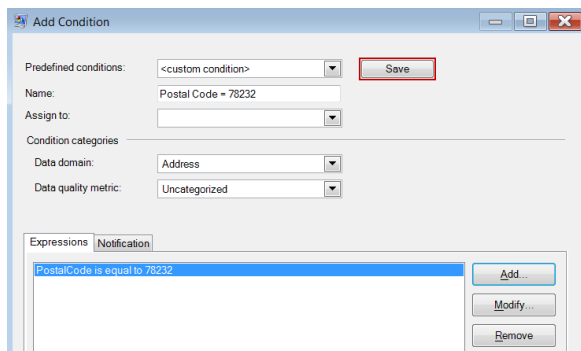 Add Condition
Predefined conditions: <custom condition> Save
Name: Postal Code = 78232
Assign to:
Condition categories
Data domain: Address
Data quality metric: Uncategorized
Expressions Notification
PostalCode is equal to 78232
Add...
Modify...
Remove